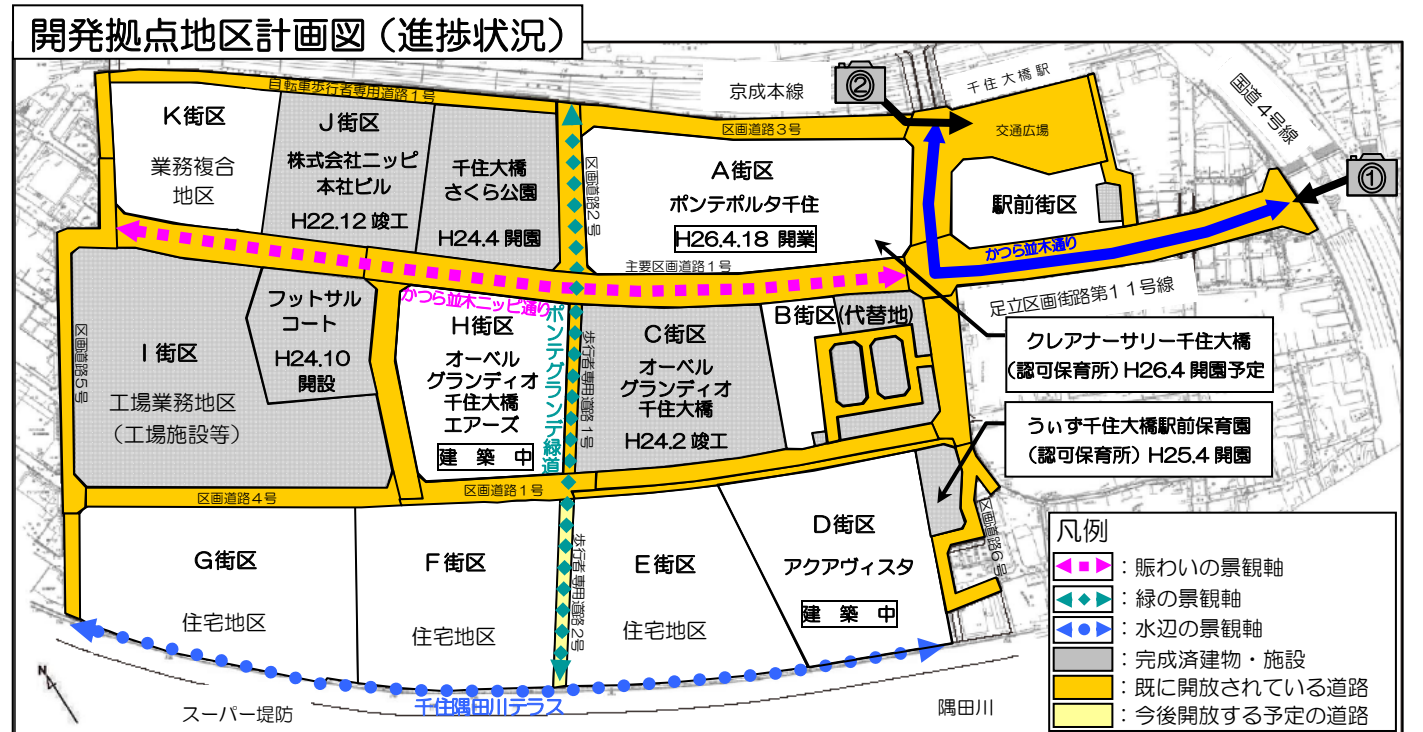 開発拠点地区計画図（進捗状況）
自転車歩行者専用道路１号
京成本線
②
千住大橋駅
国道４号線
K街区
業務複合
地区
J街区
株式会社ニッピ
本社ビル
H22.12 竣工
千住大橋
さくら公園
H24.4 開園
区画道路２号
区画道路３号
A街区
ポンテポルタ千住
H26.4.18 開業
主要区画道路１号
交通広場
駅前街区
①
かつら並木通り
足立区画街路第１１号線
かつら並木ニッピ通り
区画道路５号
I 街区
工場業務地区
（工場施設等）
フットサル
コート
H24.10
開設
H街区
オーベル
グランディオ
千住大橋
エアーズ
建 築 中
ポンテグランデ緑道
歩行者専用道路１号
C街区
オーベル
グランディオ
千住大橋
H24.2 竣工
B街区(代替地)
クレアナーサリー千住大橋
（認可保育所）H26.4 開園予定
うぃず千住大橋駅前保育園
（認可保育所）H25.4 開園
区画道路４号
区画道路１号
区画道路６号
G街区
住宅地区
F街区
住宅地区
歩行者専用道路２号
E街区
住宅地区
D街区
アクアヴィスタ
建 築 中
N
スーパー堤防
千住隅田川テラス
隅田川
凡例
：賑わいの景観軸
：緑の景観軸
：水辺の景観軸
：完成済建物・施設
：既に開放されている道路
：今後開放する予定の道路